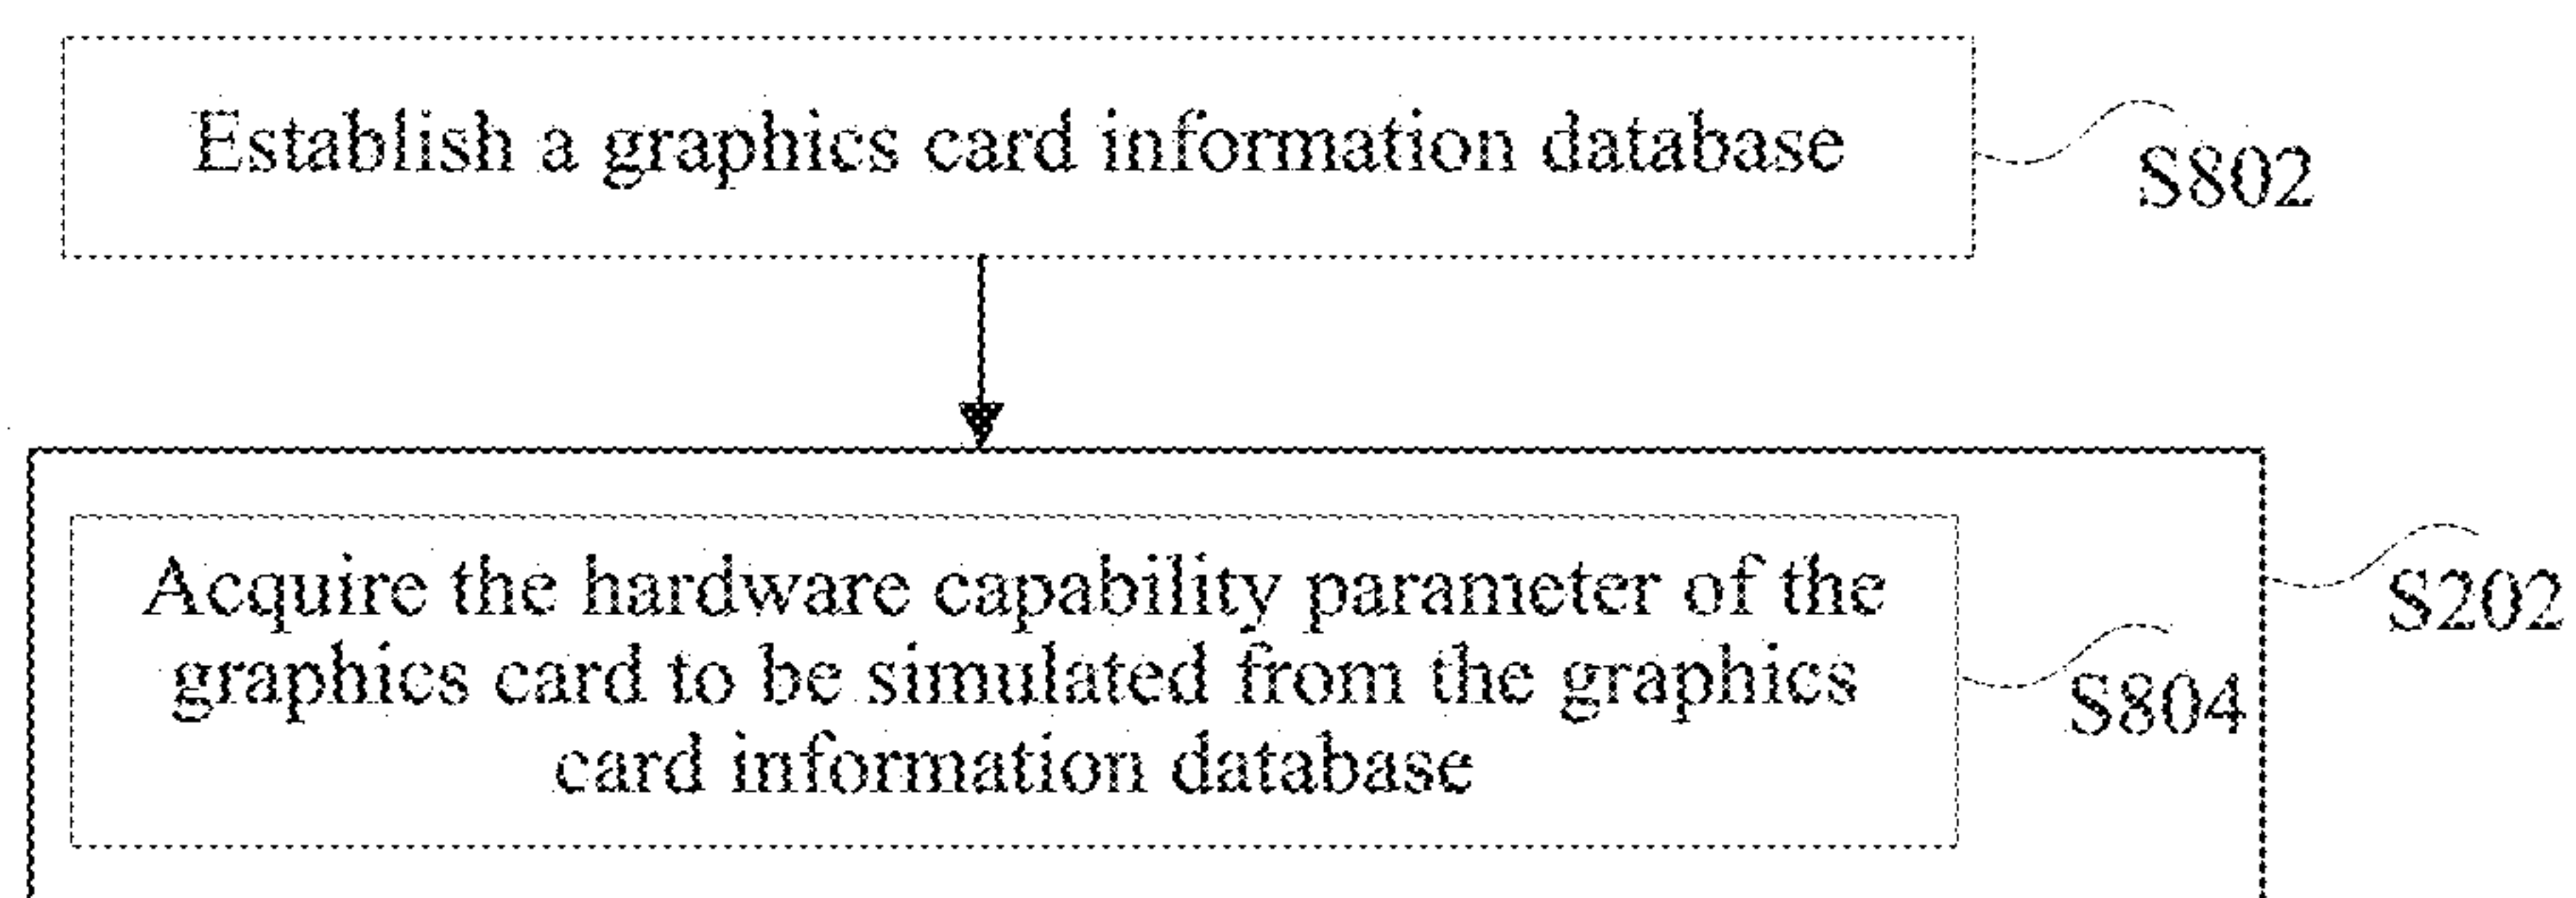 Establish a graphics card information database
S802
Acquire the hardware capability parameter of the
graphics card to be simulated from the graphics
card information database
S202
S804